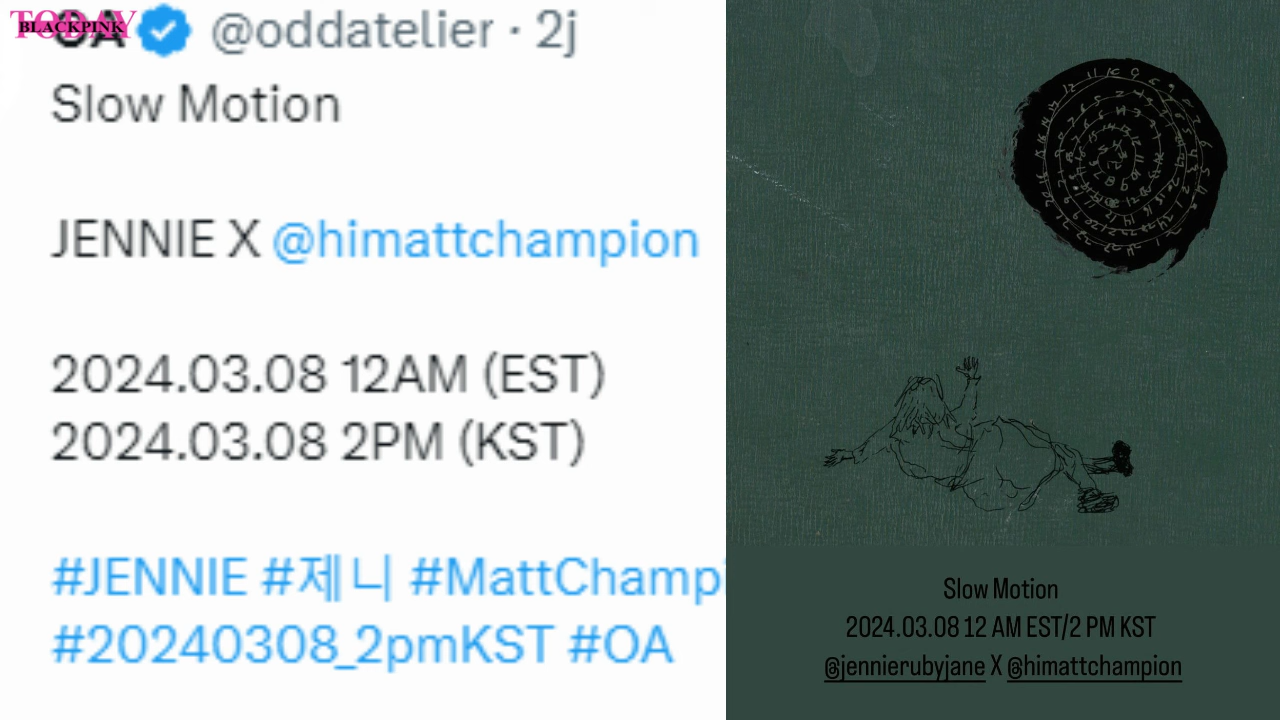 TODAY
BLACKPINK
OA @oddatelier · 2j
Slow Motion
JENNIE X @himattchampion
2024.03.08 12AM (EST)
2024.03.08 2PM (KST)
#JENNIE #제니 #MattChampi
#20240308_2pmKST #OA
Slow Motion
2024.03.08 12 AM EST/2 PM KST
@jennierubyjane X @himattchampion